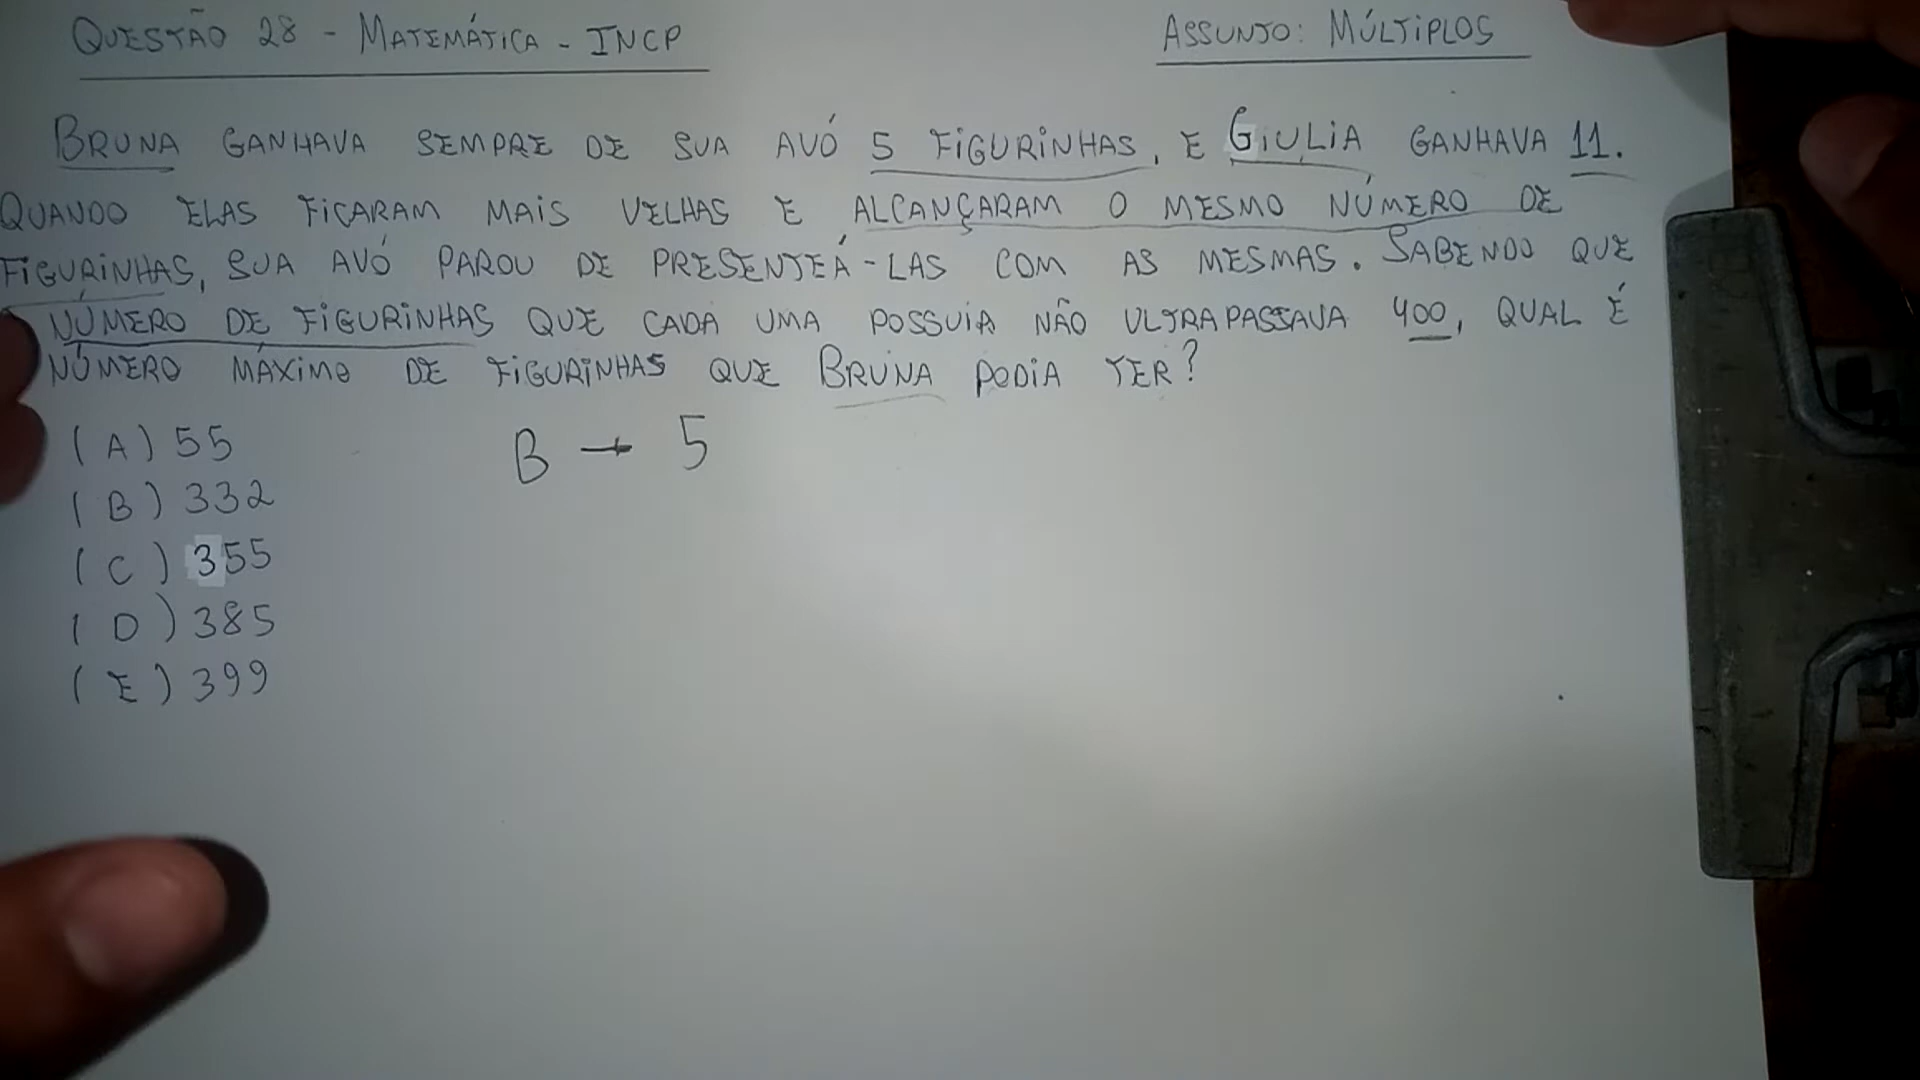 QUESTÃO 28 - MATEMÁTICA - INCP
ASSUNTO: MÚLTIPLOS
BRUNA GANHAVA SEMPRE DE SUA AVÓ 5 FIGURINHAS, E GIULIA GANHAVA 11.
QUANDO ELAS FICARAM MAIS VELHAS E ALCANÇARAM O MESMO NÚMERO DE
FIGURINHAS, SUA AVÓ PAROU DE PRESENTEÁ-LAS COM AS MESMAS. SABENDO QUE
NÚMERO DE FIGURINHAS QUE CADA UMA POSSUIA NÃO ULTRAPASSAVA 400, QUAL É
NÚMERO MÁXIMO DE FIGURINHAS QUE BRUNA PODIA TER?
(A) 55
(B) 332
(C) 355
(D) 385
(E) 399
B → 5